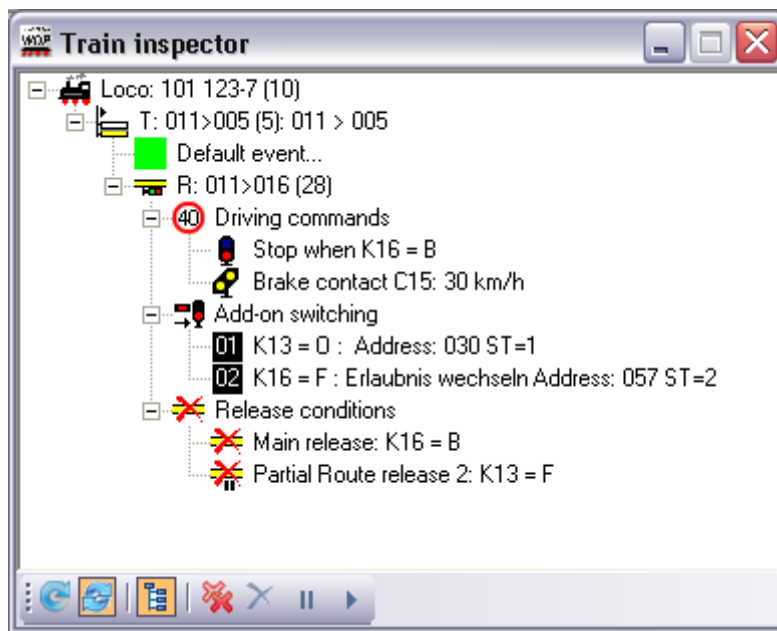 Train inspector
Loco: 101 123-7 (10)
T: 011>005 (5): 011 > 005
Default event...
R: 011>016 (28)
40 Driving commands
Stop when K16 = B
Brake contact C15: 30 km/h
Add-on switching
01 K13 = O : Address: 030 ST=1
02 K16 = F : Erlaubnis wechseln Address: 057 ST=2
Release conditions
Main release: K16 = B
Partial Route release 2: K13 = F